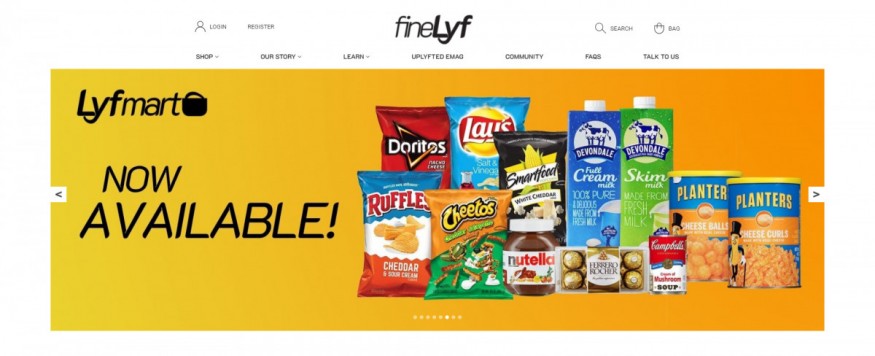 LOGIN
REGISTER
fineLyf
SEARCH
BAG
SHOP
OUR STORY
LEARN
UPLYFTED EMAG
COMMUNITY
FAQS
TALK TO US
Lyfmart
NOW
AVAILABLE!
<
>
Doritos
NACHO
CHEESE
Lay's
Salt &
Vinegar
Smartfood
WHITE CHEDDAR
DEVONDALE
Full
Cream
milk
100% PURE
& DELICIOUS
MADE FROM
FRESH MILK
DEVONDALE
Skim
milk
MADE FROM
FRESH
MILK
RUFFLES
CHEDDAR
& SOUR CREAM
Cheetos
nutella
FERRERO
ROCHER
Campbell's
Cream of
Mushroom
SOUP
PLANTERS
CHEESE BALLS
PLANTERS
CHEESE CURLS